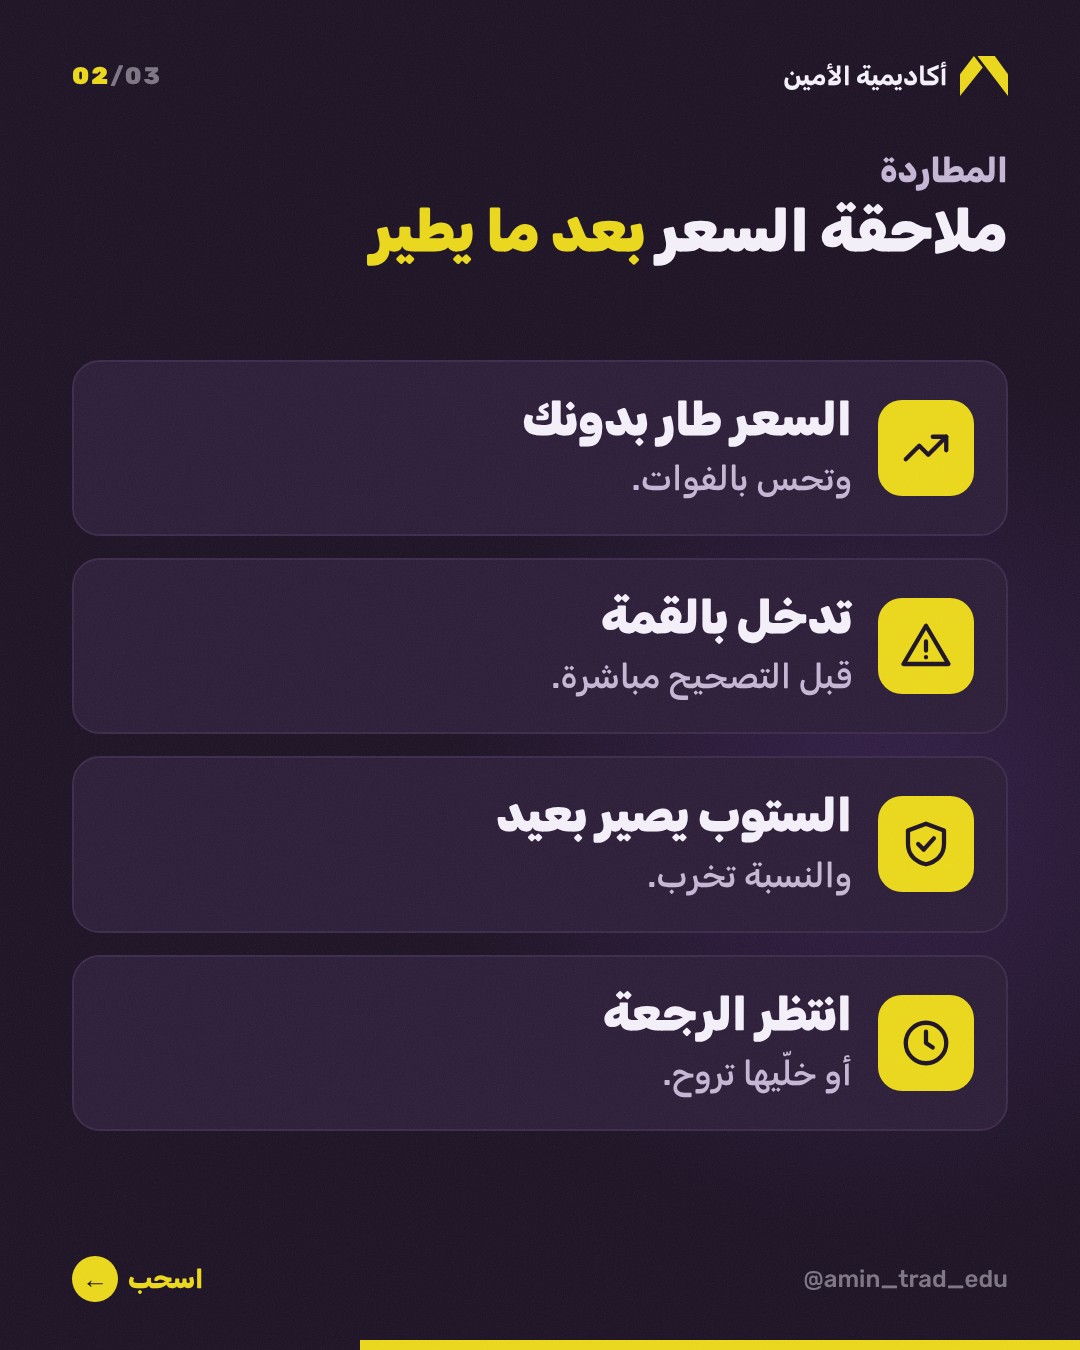 أكاديمية الأمين
02/03
المطاردة
ملاحقة السعر بعد ما يطير
السعر طار بدونك
وتحس بالفوات.
تدخل بالقمة
قبل التصحيح مباشرة.
الستوب يصير بعيد
والنسبة تخرب.
انتظر الرجعة
أو خلّيها تروح.
@amin_trad_edu
اسحب ←